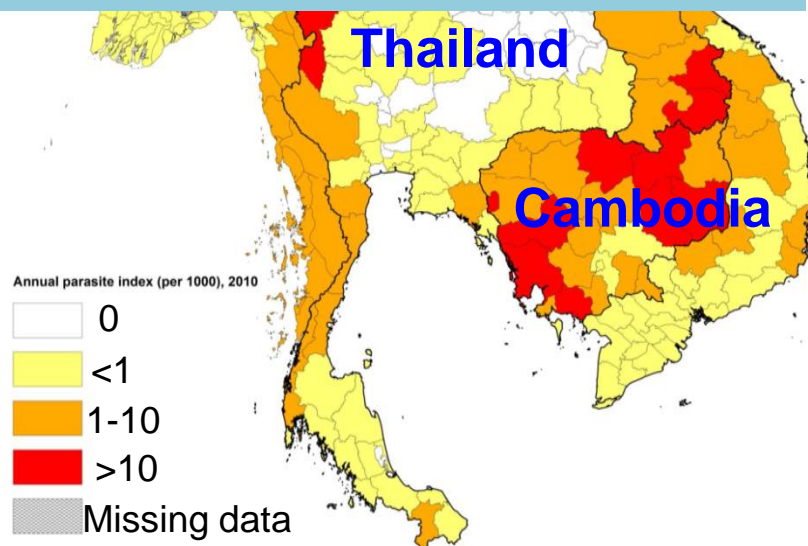 Thailand
Cambodia
Annual parasite index (per 1000), 2010
0
<1
1-10
>10
Missing data